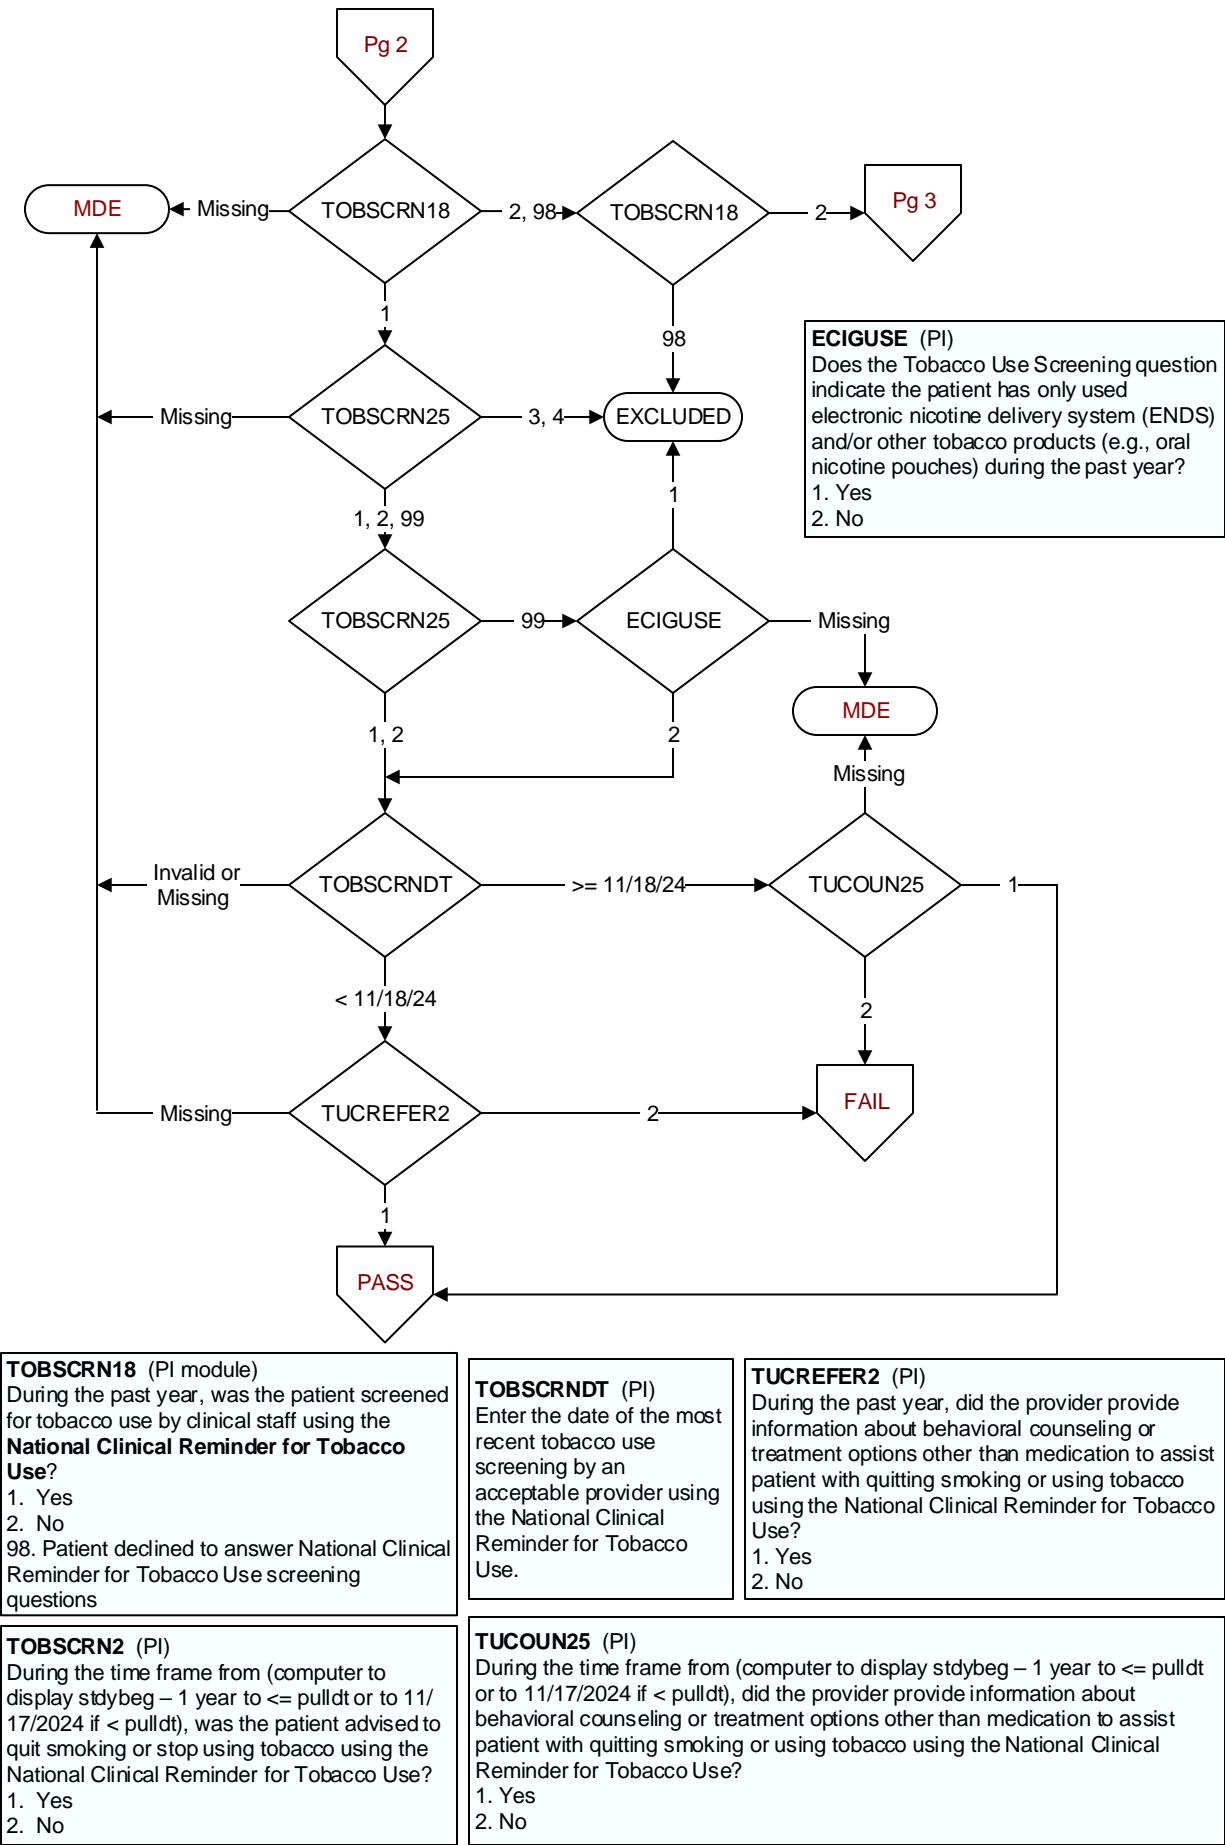 Pg 2
MDE
Missing
TOBSCRN18
2, 98
TOBSCRN18
2
Pg 3
1
98
ECIGUSE (PI)
Does the Tobacco Use Screening question
indicate the patient has only used
electronic nicotine delivery system (ENDS)
and/or other tobacco products (e.g., oral
nicotine pouches) during the past year?
1. Yes
2. No
Missing
TOBSCRN25
3, 4
EXCLUDED
1, 2, 99
1
TOBSCRN25
99
ECIGUSE
Missing
MDE
1, 2
2
Missing
Invalid or
Missing
TOBSCRNDT
>= 11/18/24
TUCOUN25
1
< 11/18/24
2
Missing
TUCREFER2
2
FAIL
1
PASS
TOBSCRN18 (PI module)
During the past year, was the patient screened
for tobacco use by clinical staff using the
National Clinical Reminder for Tobacco
Use?
1. Yes
2. No
98. Patient declined to answer National Clinical
Reminder for Tobacco Use screening
questions
TOBSCRNDT (PI)
Enter the date of the most
recent tobacco use
screening by an
acceptable provider using
the National Clinical
Reminder for Tobacco
Use.
TUCREFER2 (PI)
During the past year, did the provider provide
information about behavioral counseling or
treatment options other than medication to assist
patient with quitting smoking or using tobacco
using the National Clinical Reminder for Tobacco
Use?
1. Yes
2. No
TOBSCRN2 (PI)
During the time frame from (computer to
display stdybeg – 1 year to <= pulldt or to 11/
17/2024 if < pulldt), was the patient advised to
quit smoking or stop using tobacco using the
National Clinical Reminder for Tobacco Use?
1. Yes
2. No
TUCOUN25 (PI)
During the time frame from (computer to display stdybeg – 1 year to <= pulldt
or to 11/17/2024 if < pulldt), did the provider provide information about
behavioral counseling or treatment options other than medication to assist
patient with quitting smoking or using tobacco using the National Clinical
Reminder for Tobacco Use?
1. Yes
2. No